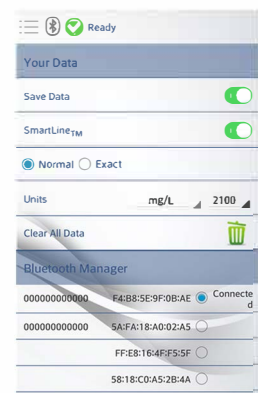 Ready
Your Data
Save Data
SmartLineTM
Normal Exact
Units mg/L 2100
Clear All Data
Bluetooth Manager
000000000000 F4:B8:5E:9F:0B:AE Connecte
d
000000000000 5A:FA:18:A0:02:A5
FF:E8:16:4F:F5:5F
58:18:C0:A5:2B:4A